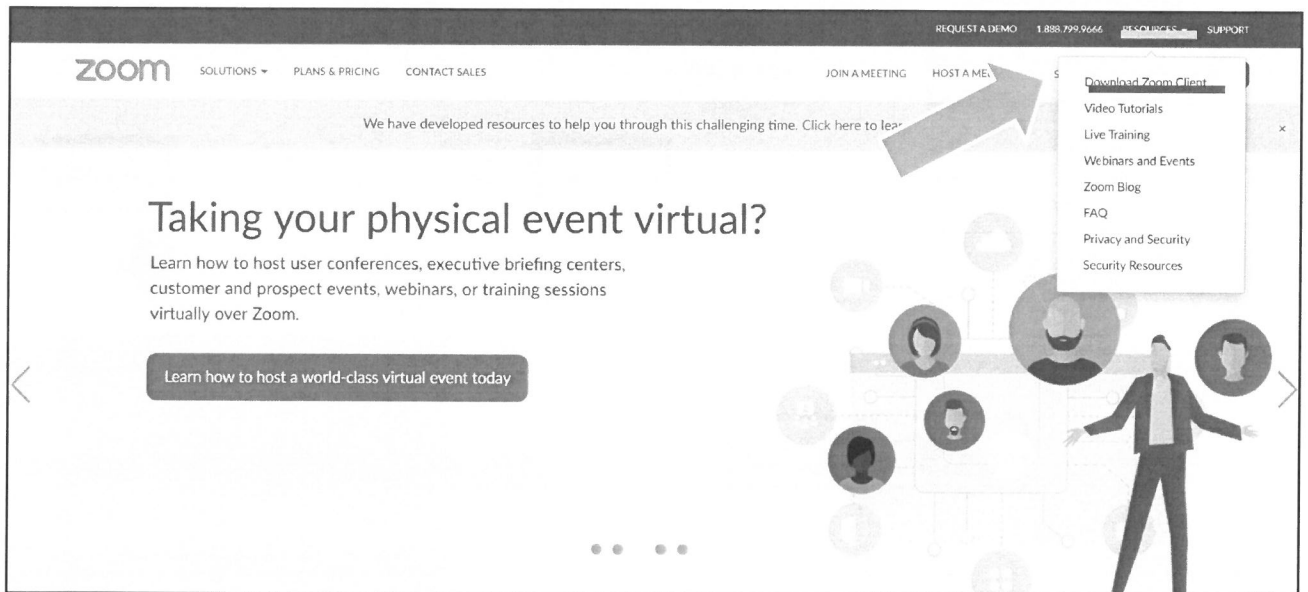 REQUEST A DEMO 1.888.799.9666 RESOURCES SUPPORT
zoom SOLUTIONS PLANS & PRICING CONTACT SALES JOIN A MEETING HOST A
We have developed resources to help you through this challenging time. Click here to
Download Zoom Client
Video Tutorials
Live Training
Webinars and Events
Zoom Blog
FAQ
Privacy and Security
Security Resources
Taking your physical event virtual?
Learn how to host user conferences, executive briefing centers,
customer and prospect events, webinars, or training sessions
virtually over Zoom.
Learn how to host a world-class virtual event today